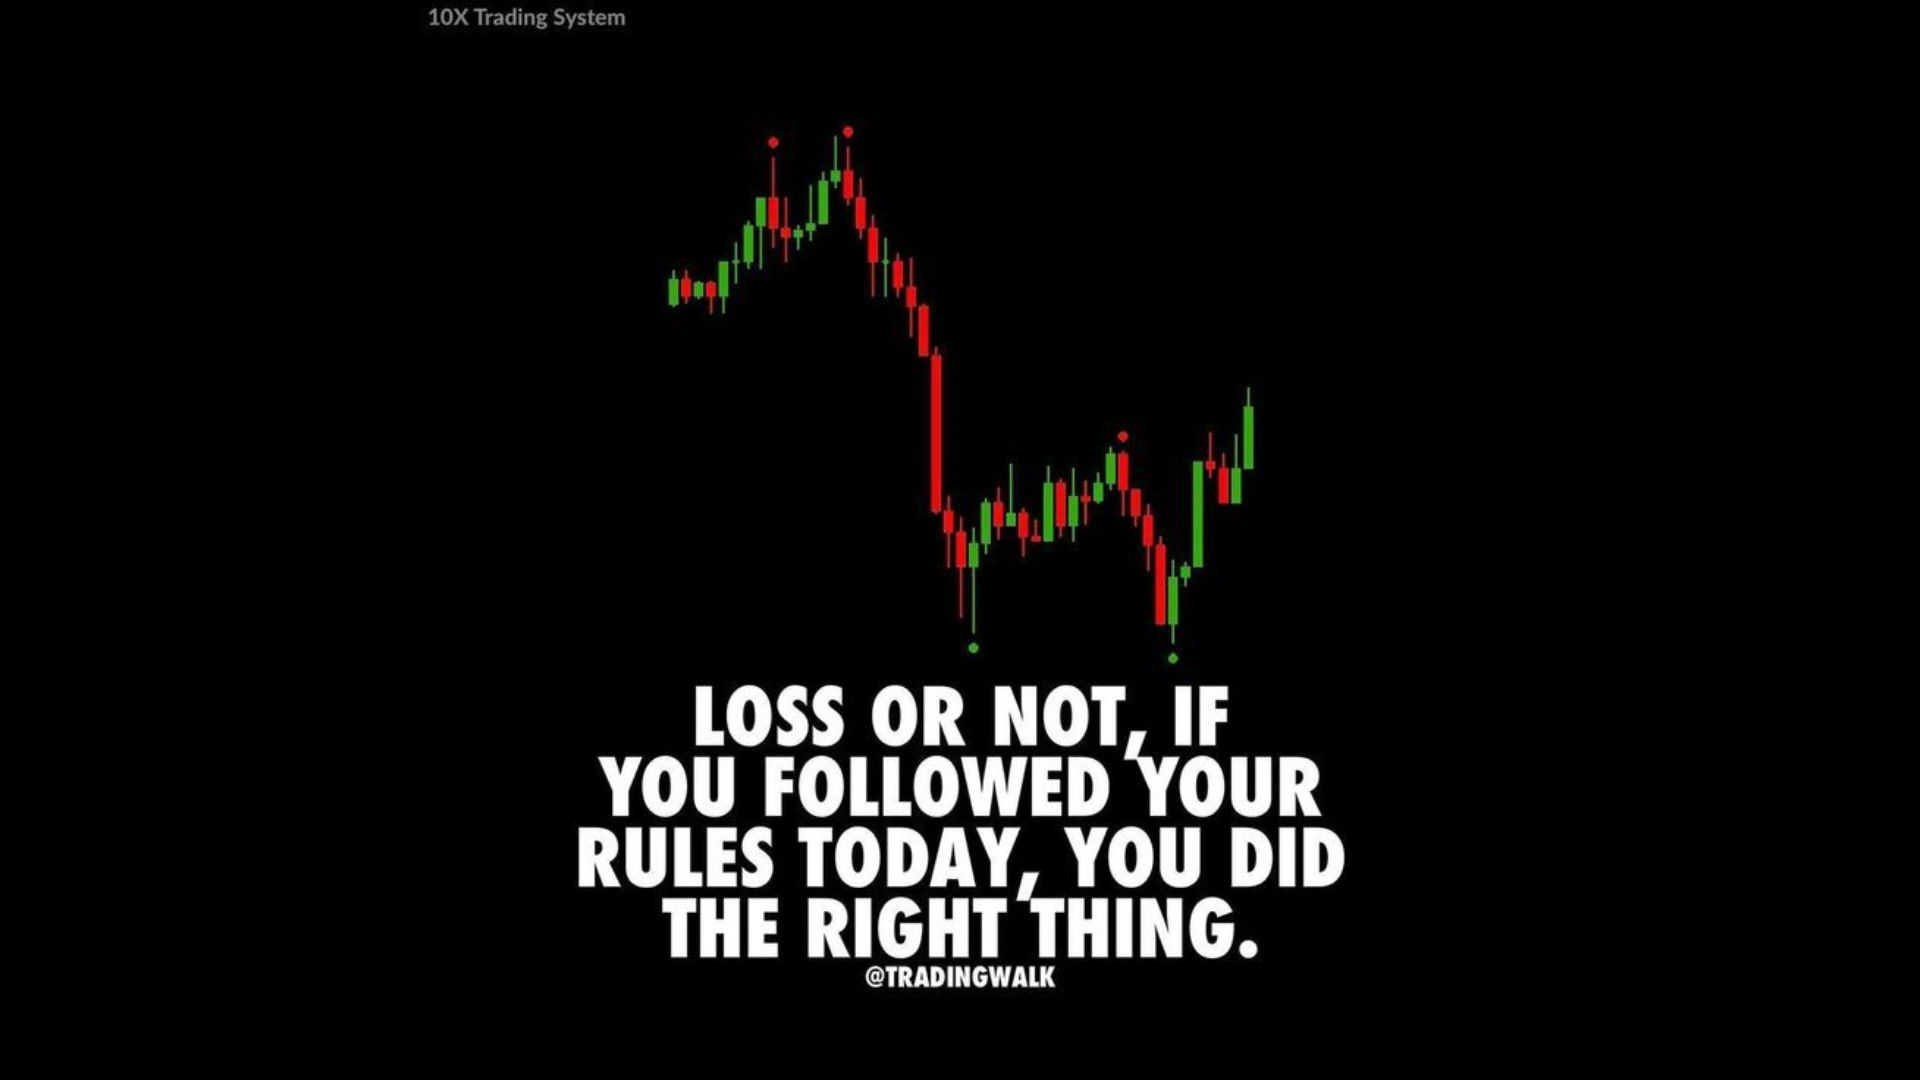 10X Trading System
LOSS OR NOT, IF
YOU FOLLOWED YOUR
RULES TODAY, YOU DID
THE RIGHT THING.
@TRADINGWALK